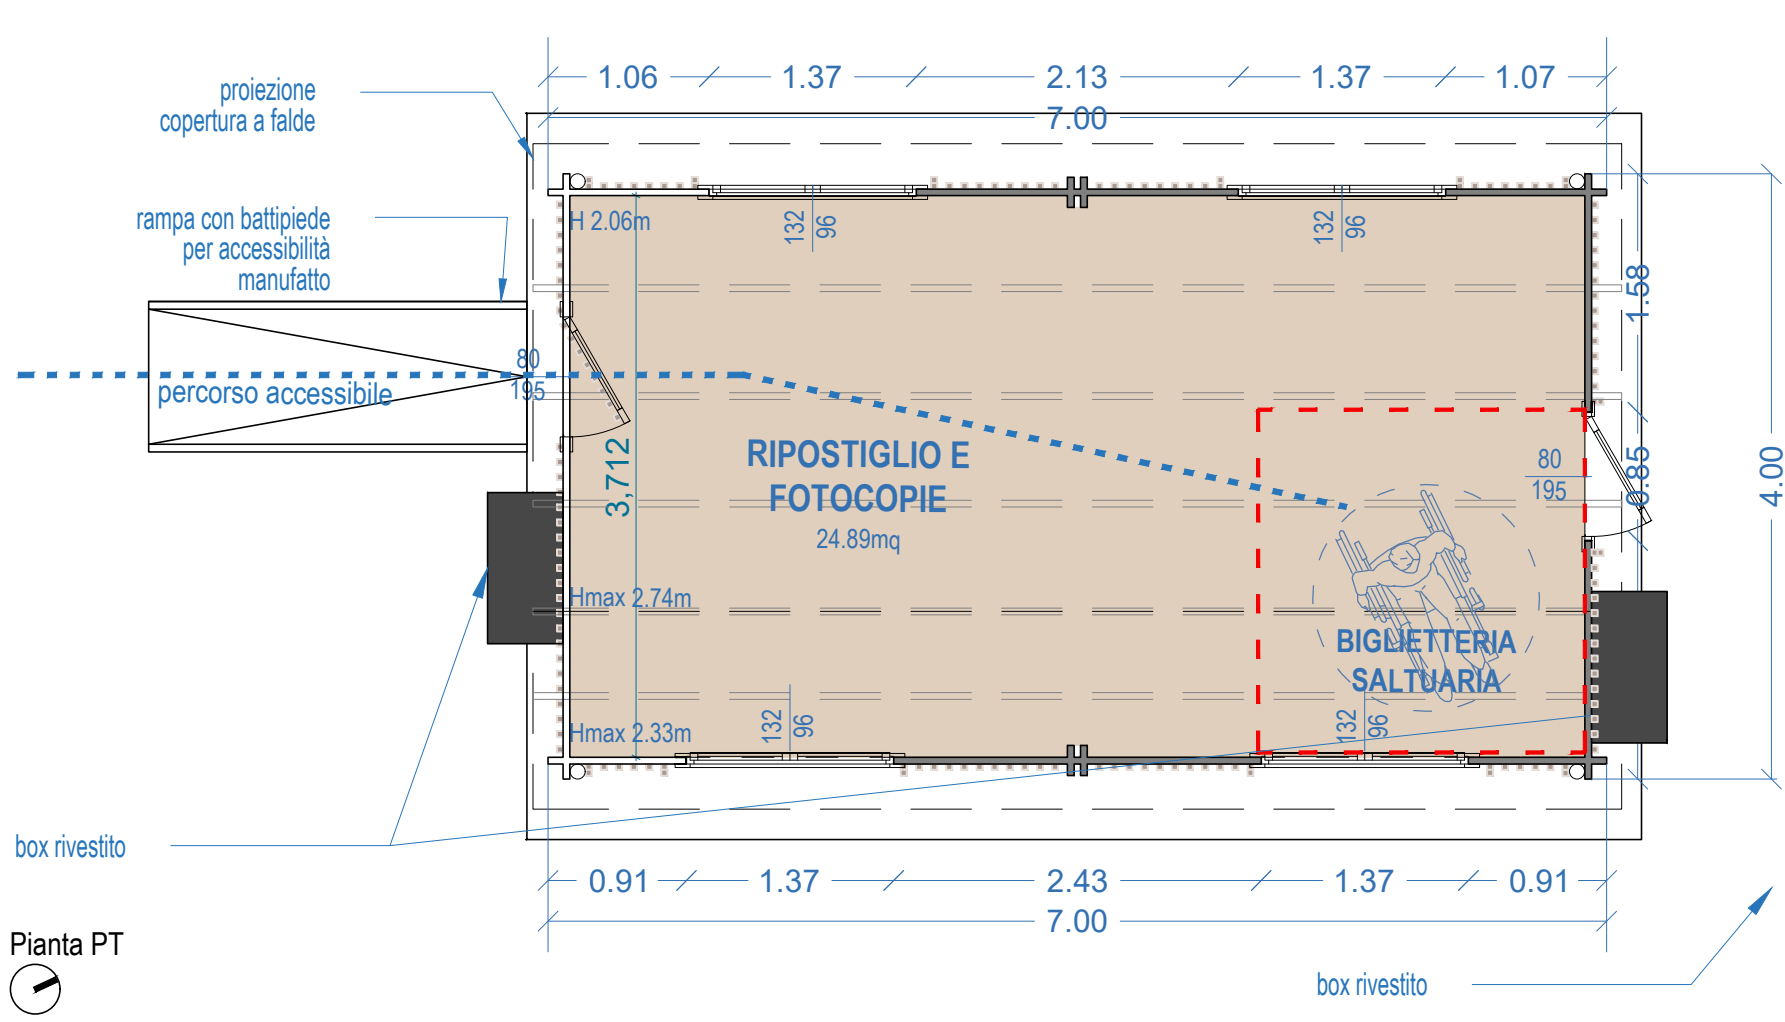 1.06
1.37
2.13
1.37
1.07
7.00
proiezione
copertura a falde
rampa con battipiede
per accessibilità
manufatto
H 2.06m
132
96
132
96
1.58
80
195
percorso accessibile
3,712
RIPOSTIGLIO E
FOTOCOPIE
24.89mq
80
195
0.85
4.00
Hmax 2.74m
BIGLIETTERIA
SALTUARIA
Hmax 2.33m
132
96
132
96
box rivestito
0.91
1.37
2.43
1.37
0.91
7.00
Pianta PT
box rivestito